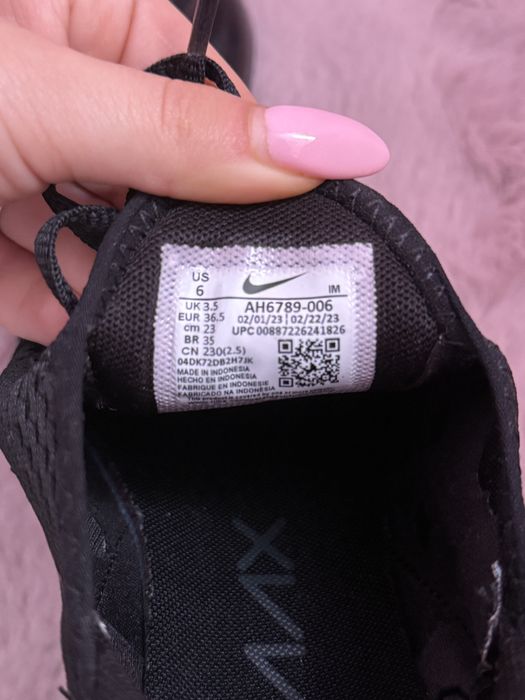 US
6
IM
UK 3.5
AH6789-006
EUR 36.5
02/01/23 | 02/22/23
cm 23
UPC 00887226241826
BR 35
CN 230(2.5)
04DK72DB2H7JK
MADE IN INDONESIA
HECHO EN INDONESIA
FABRIQUE EN INDONESIE
FABRICADO NA INDONESIA